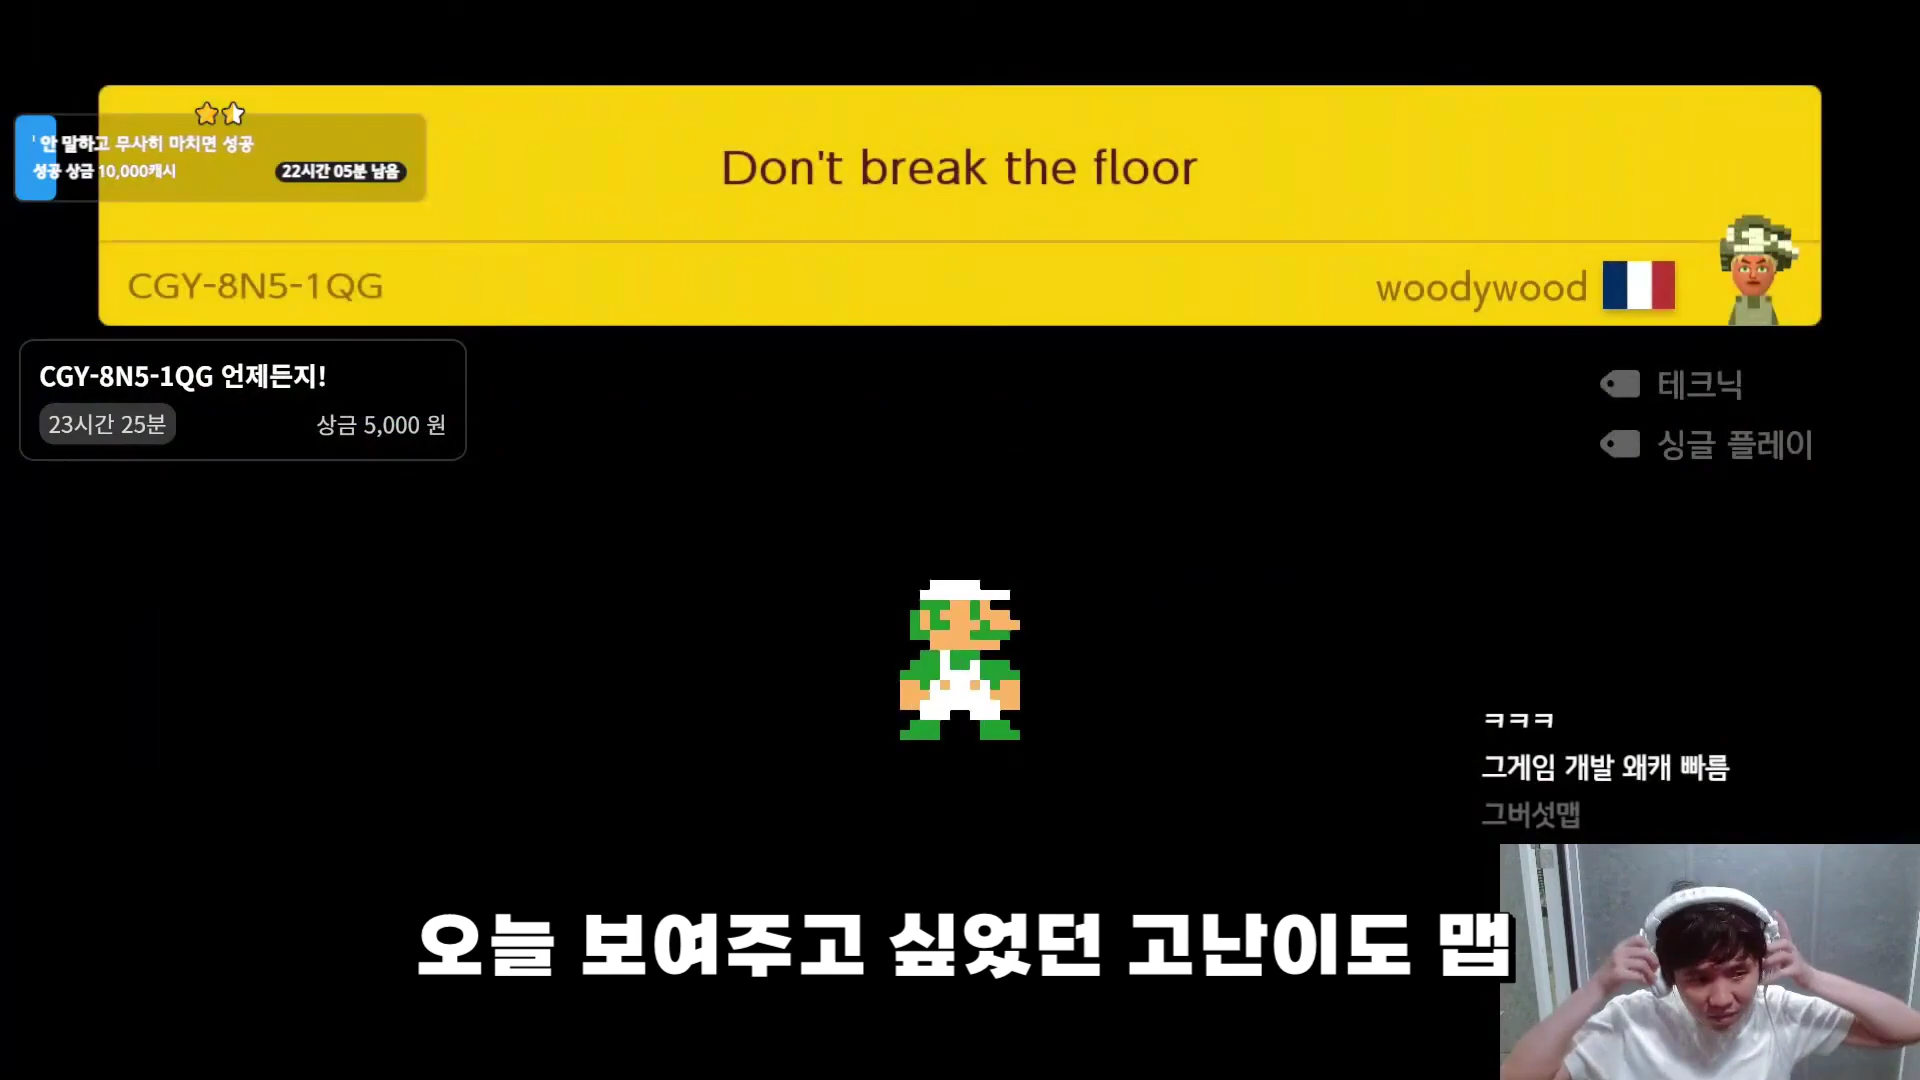 Don't break the floor
' 안 말하고 무사히 마치면 성공
성공 상금 10,000캐시
22시간 05분 남음
CGY-8N5-1QG
woodywood
CGY-8N5-1QG 언제든지!
23시간 25분
상금 5,000 원
테크닉
싱글 플레이
ㅋㅋㅋ
그게임 개발 왜캐 빠름
그버섯맵
오늘 보여주고 싶었던 고난이도 맵